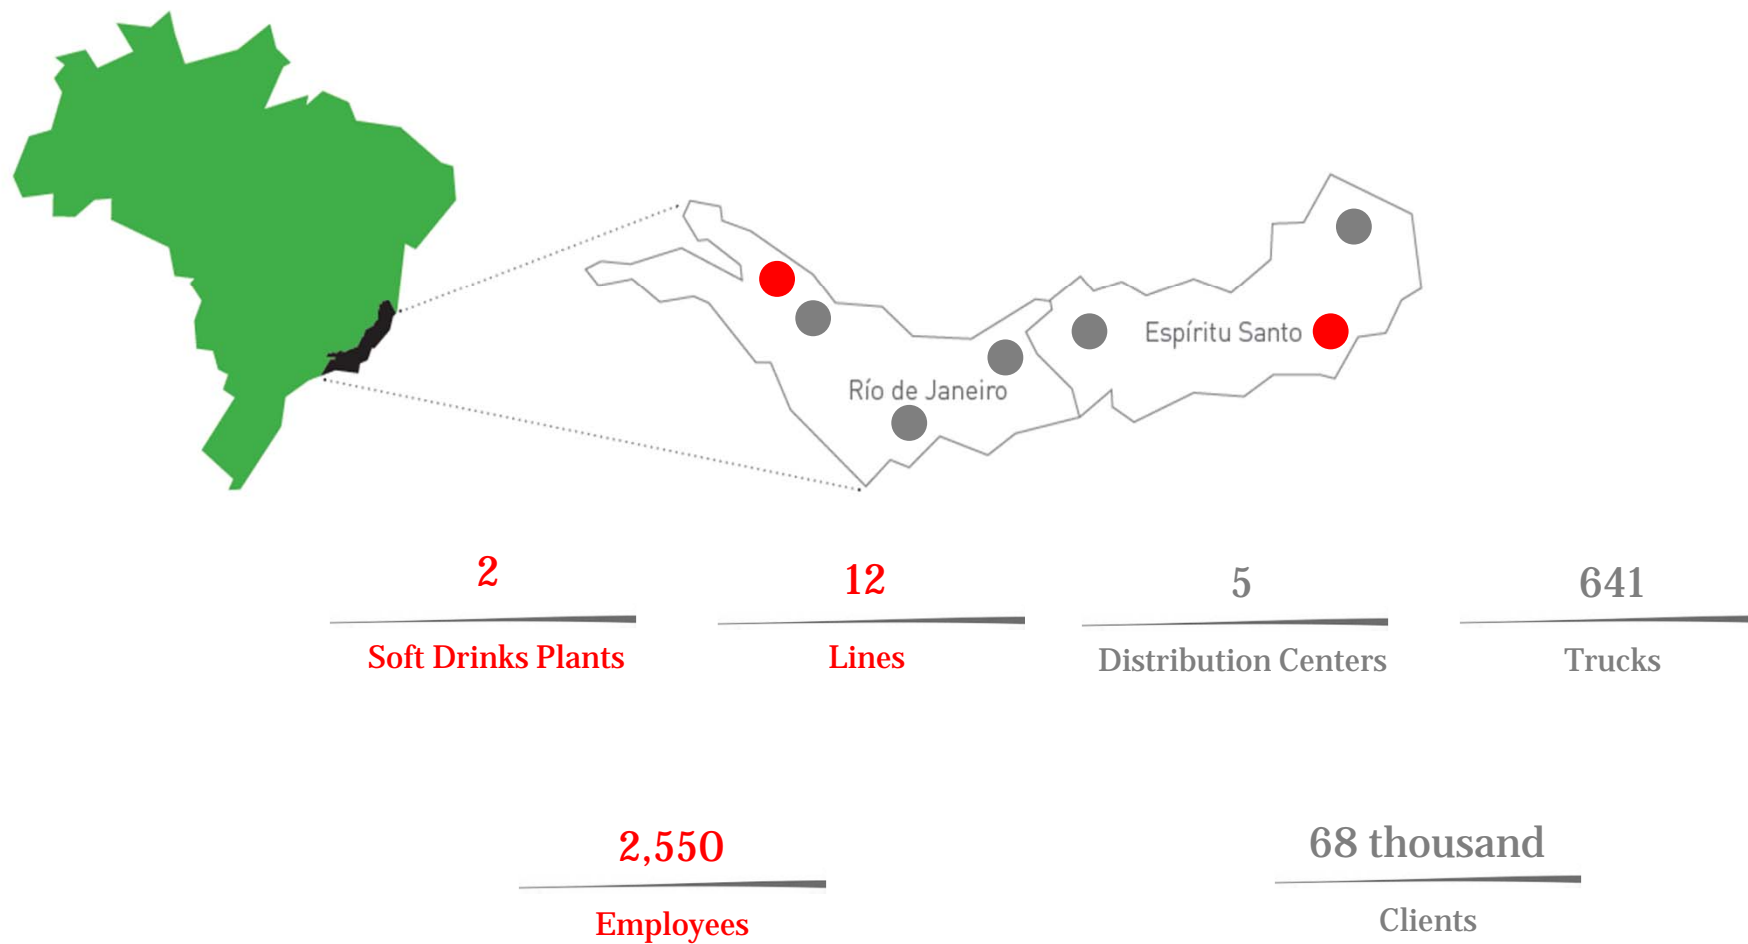 Espíritu Santo
Río de Janeiro
2
Soft Drinks Plants
12
Lines
5
Distribution Centers
641
Trucks
2,550
Employees
68 thousand
Clients